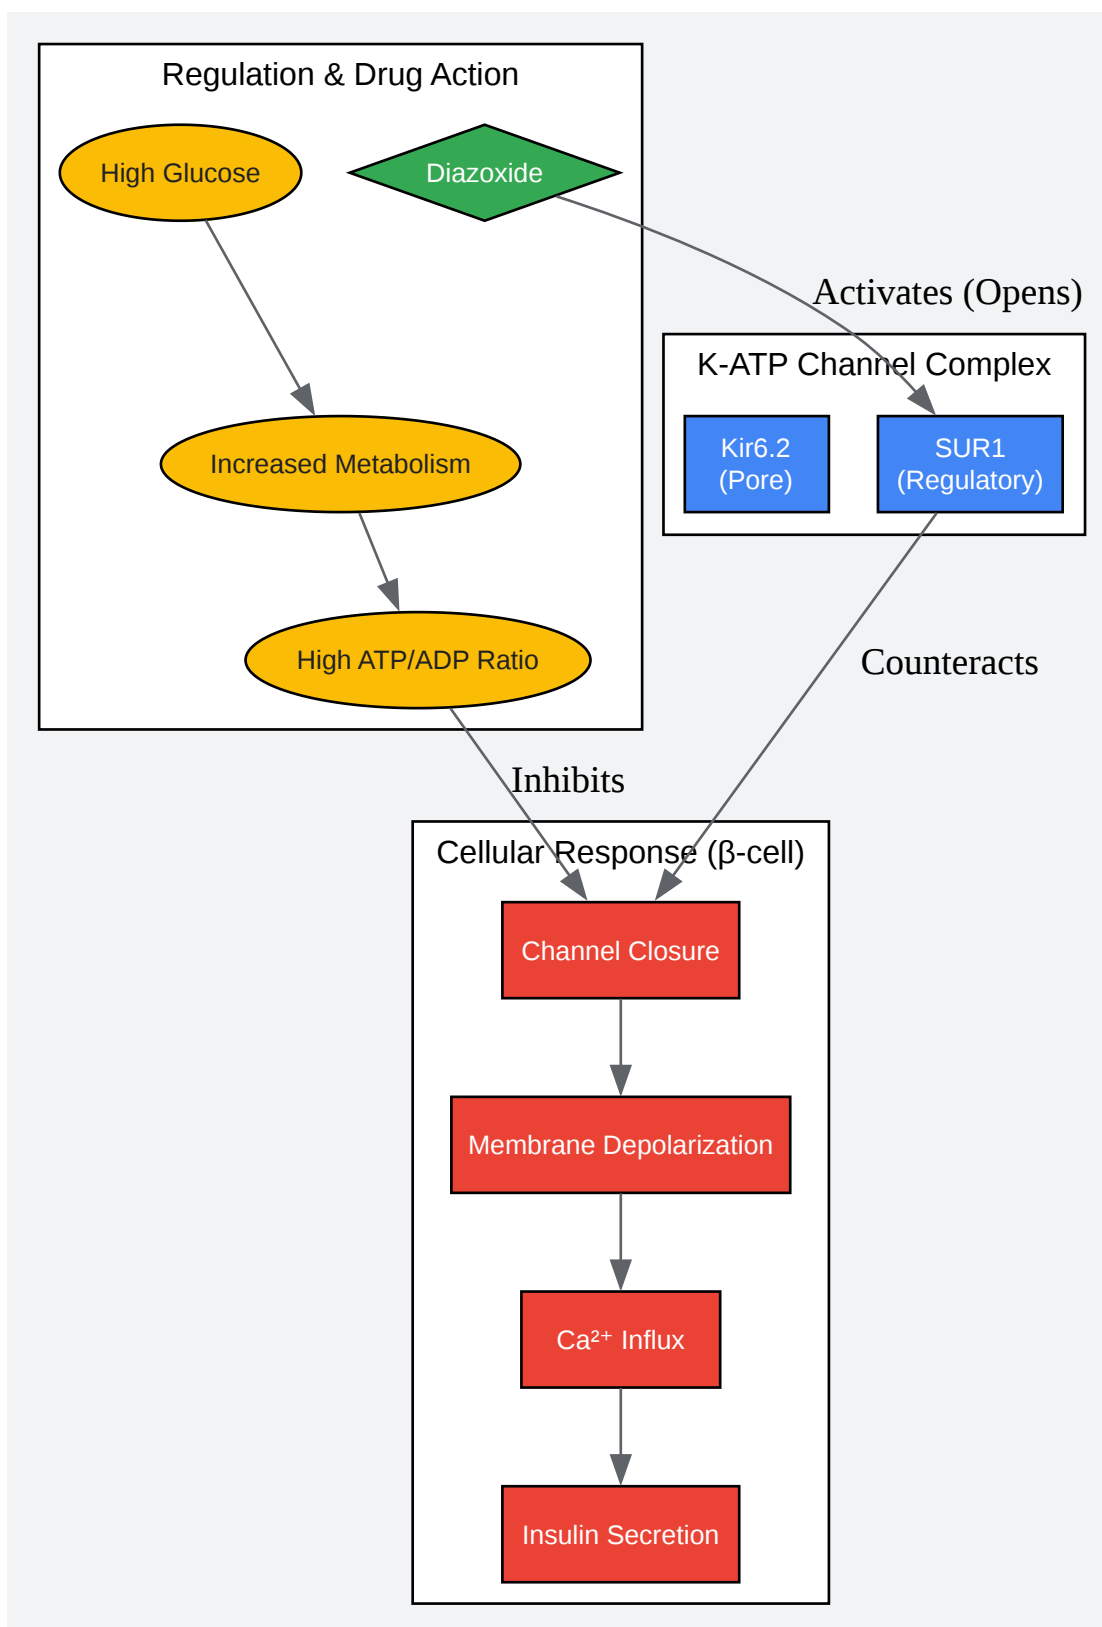 Regulation & Drug Action
High Glucose
Diazoxide
Activates (Opens)
K-ATP Channel Complex
Kir6.2
(Pore)
SUR1
(Regulatory)
Increased Metabolism
High ATP/ADP Ratio
Counteracts
Inhibits
Cellular Response (β-cell)
Channel Closure
Membrane Depolarization
Ca²⁺ Influx
Insulin Secretion